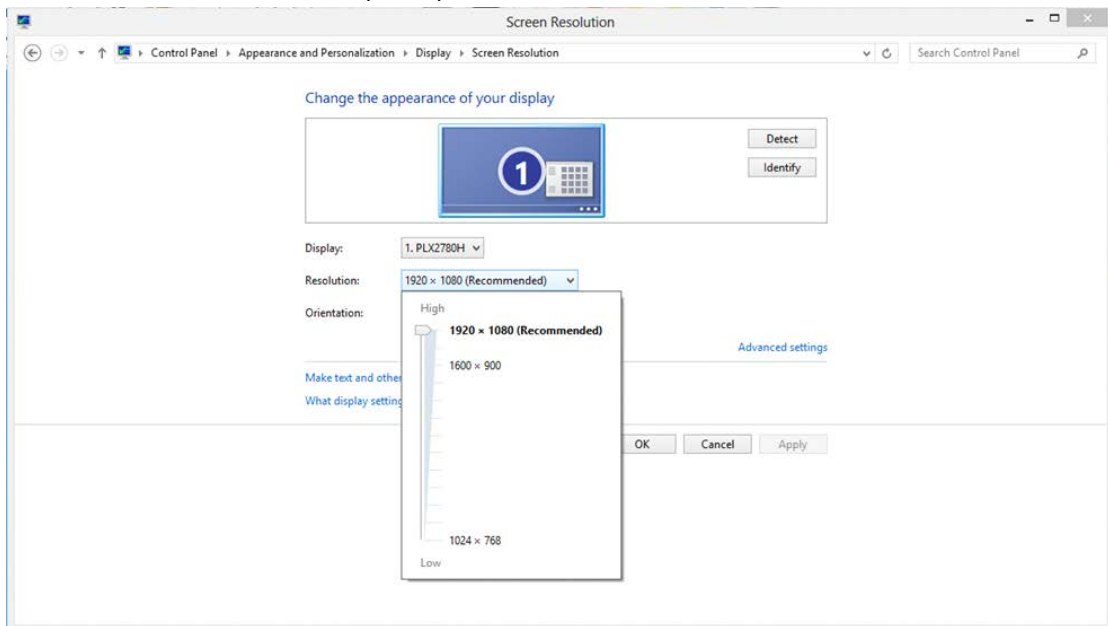 Screen Resolution
Control Panel Appearance and Personalization Display Screen Resolution
Search Control Panel
Change the appearance of your display
1
Detect
Identify
Display: 1. PLX2780H
Resolution: 1920 × 1080 (Recommended)
Orientation:
High
1920 × 1080 (Recommended)
1600 × 900
1024 × 768
Low
Advanced settings
Make text and other
What display setting
OK Cancel Apply